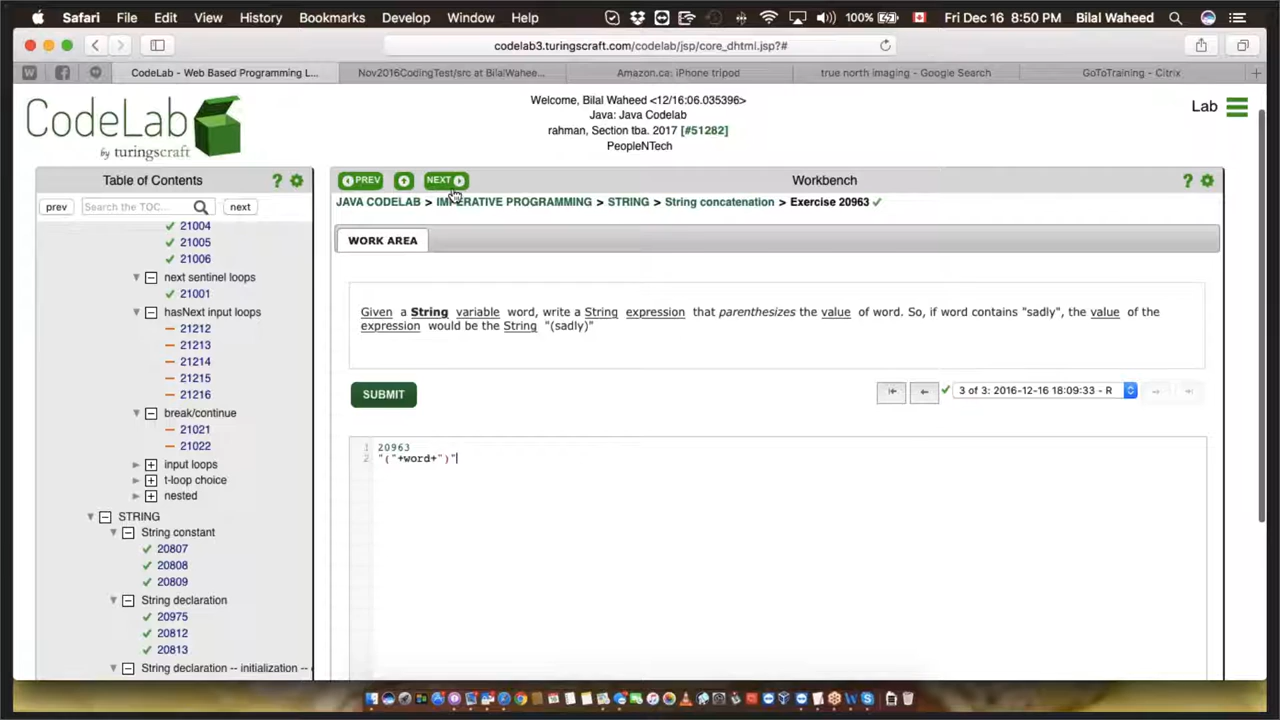 Safari File Edit View History Bookmarks Develop Window Help 100% Fri Dec 16 8:50 PM Bilal Waheed
codelab3.turingscraft.com/codelab/jsp/core_dhtml.jsp?#
CodeLab - Web Based Programming L... Nov2016CodingTest/src at BilalWahee... Amazon.ca: iPhone tripod true north imaging - Google Search GoToTraining - Citrix
CodeLab
by turingscraft
Welcome, Bilal Waheed <12/16:06.035396>
Java: Java Codelab
rahman, Section tba. 2017 [#51282]
PeopleNTech
Lab
Table of Contents ?
prev Search the TOC... next
21004
21005
21006
next sentinel loops
21001
hasNext input loops
21212
21213
21214
21215
21216
break/continue
21021
21022
input loops
t-loop choice
nested
STRING
String constant
20807
20808
20809
String declaration
20975
20812
20813
String declaration -- initialization --
PREV NEXT Workbench ?
JAVA CODELAB > IMPERATIVE PROGRAMMING > STRING > String concatenation > Exercise 20963
WORK AREA
Given a String variable word, write a String expression that parenthesizes the value of word. So, if word contains "sadly", the value of the
expression would be the String "(sadly)"
SUBMIT 3 of 3: 2016-12-16 18:09:33 - R
1 20963
2 "("+word+")"